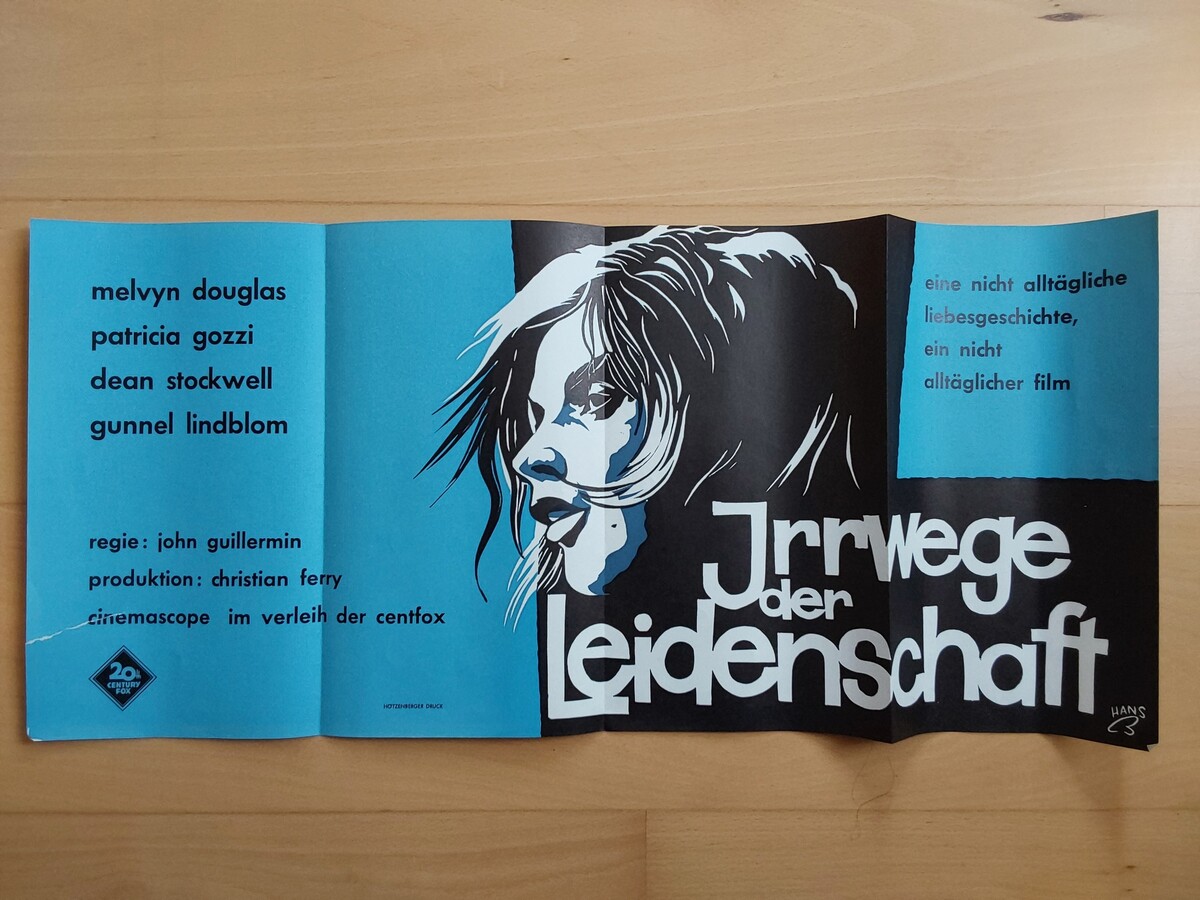 melvyn douglas
patricia gozzi
dean stockwell
gunnel lindblom
regie: john guillermin
produktion: christian ferry
cinemascope im verleih der centfox
20th
CENTURY
FOX
HOTZENBERGER DRUCK
eine nicht alltägliche
liebesgeschichte,
ein nicht
alltäglicher film
Jrrwege
der
Leidenschaft
HANS
B